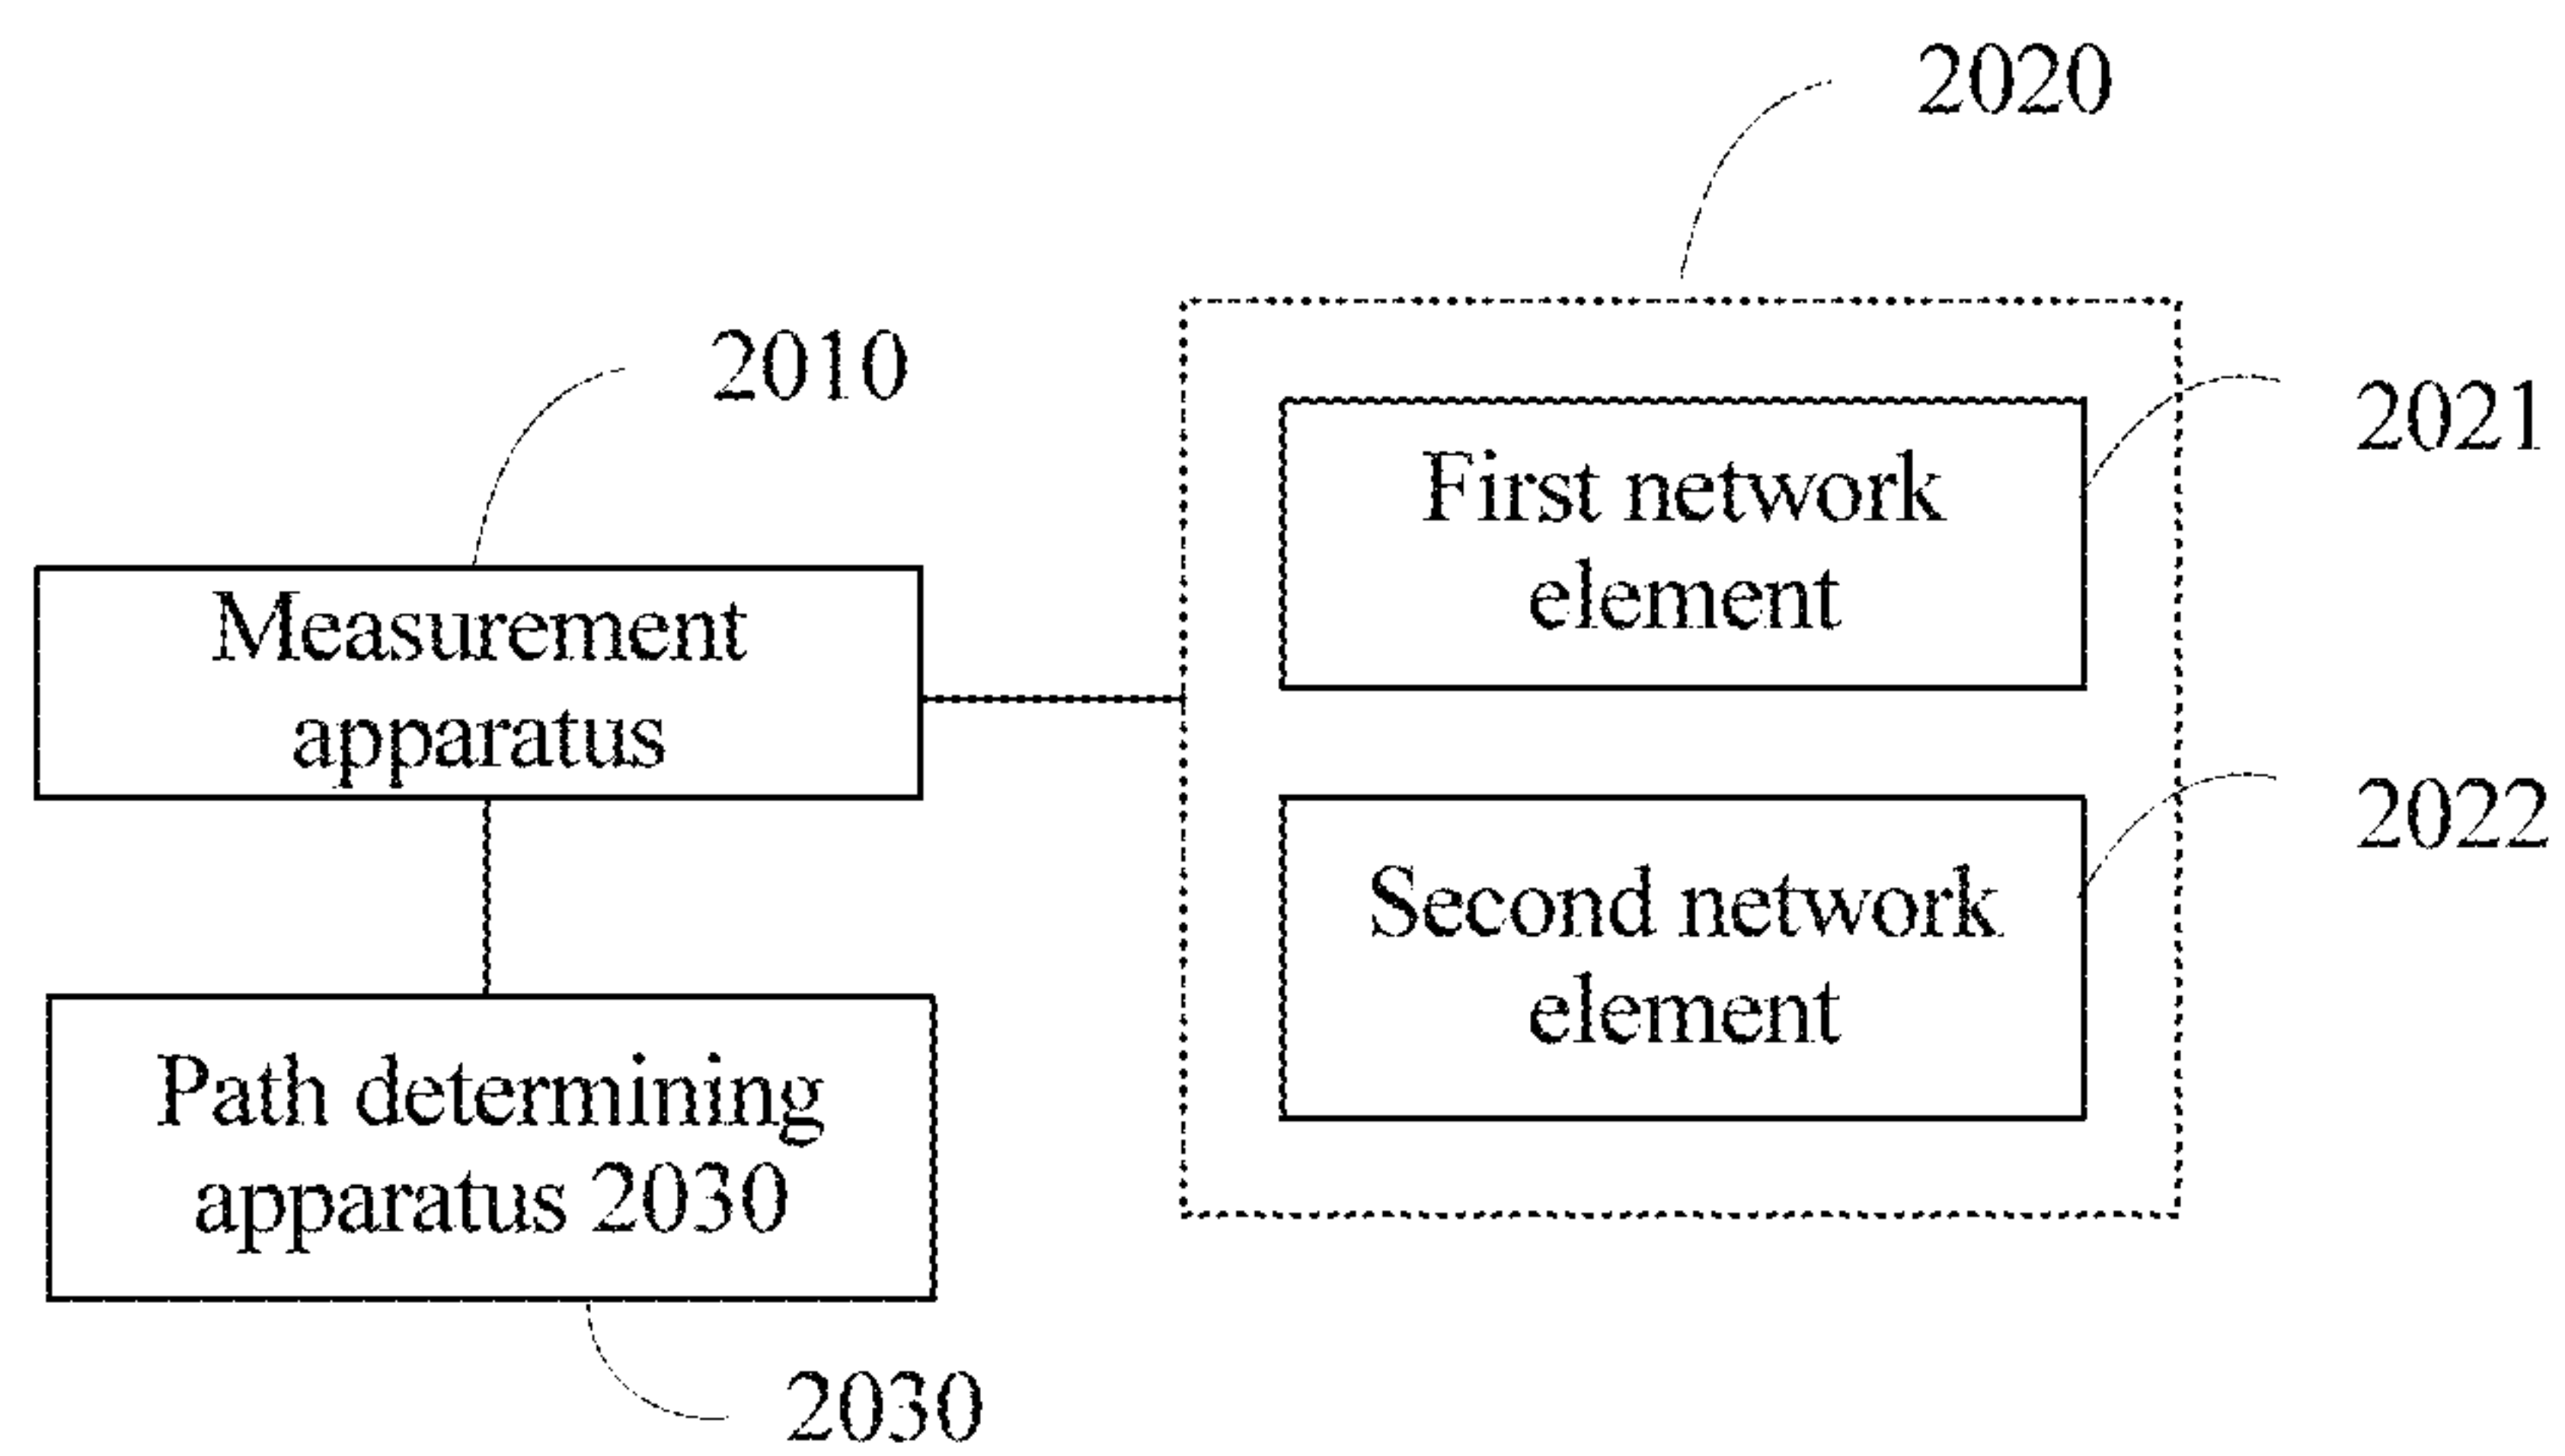 2020
2010
2021
First network
element
Measurement
apparatus
2022
Second network
element
Path determining
apparatus 2030
2030